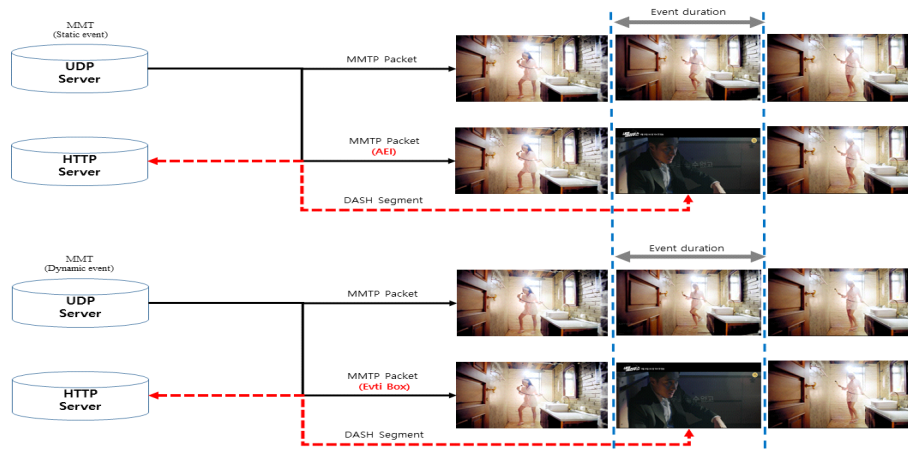 Event duration
MMT
(Static event)
UDP
Server
MMTP Packet
HTTP
Server
MMTP Packet
(AEI)
DASH Segment
Event duration
MMT
(Dynamic event)
UDP
Server
MMTP Packet
HTTP
Server
MMTP Packet
(Evti Box)
DASH Segment